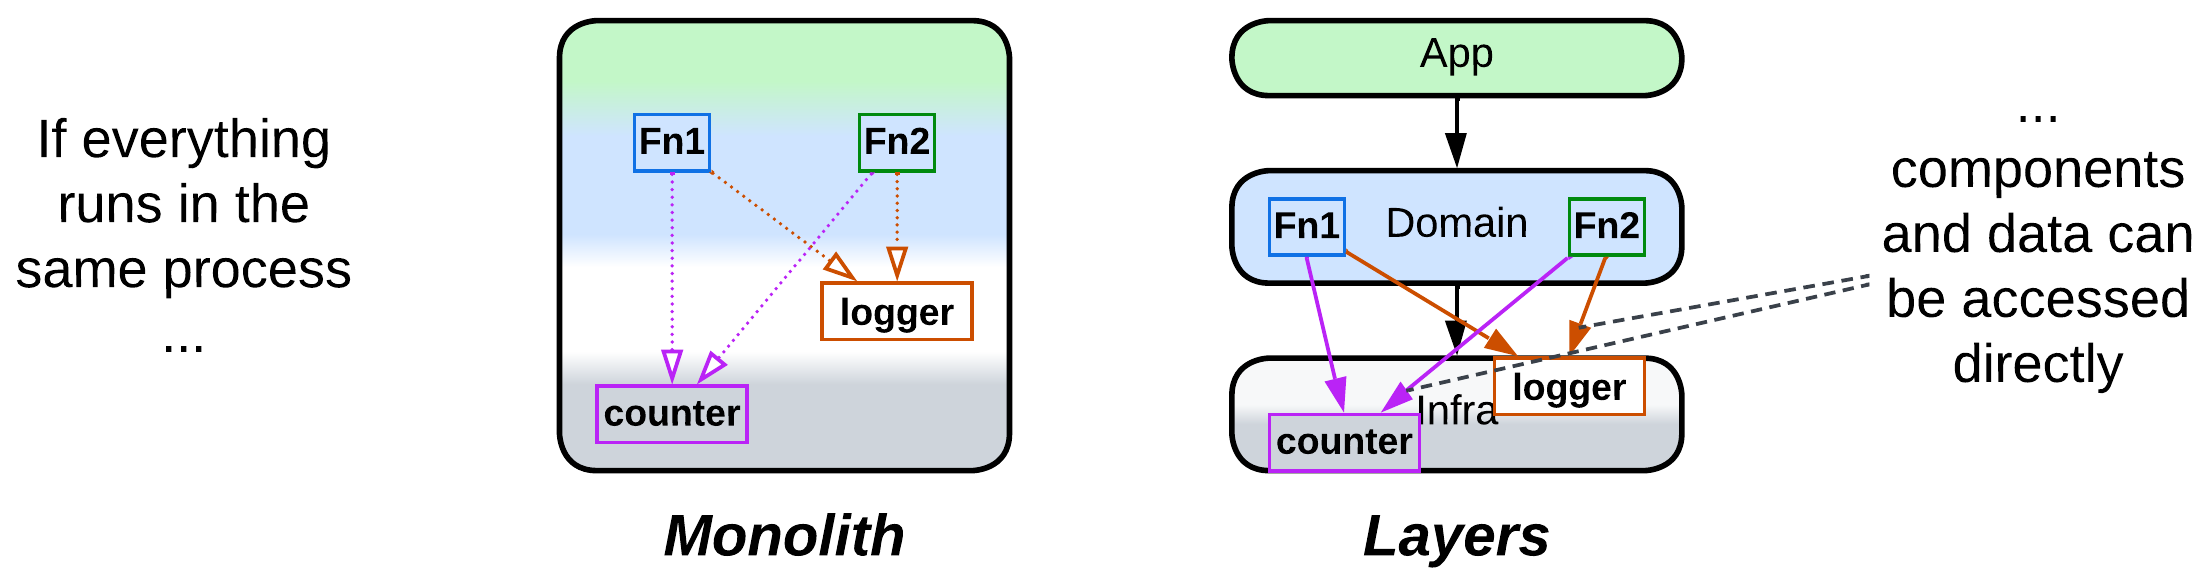 If everything
runs in the
same process
...
Fn1
Fn2
logger
counter
Monolith
App
Fn1
Domain
Fn2
logger
Infra
counter
Layers
...
components
and data can
be accessed
directly